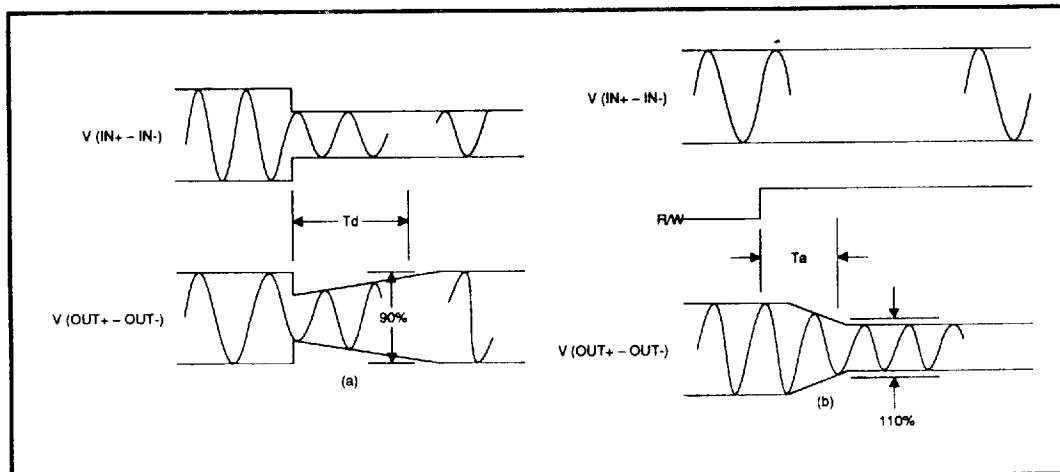 V (IN+ – IN-)
Td
V (OUT+ – OUT-)
90%
(a)
V (IN+ – IN-)
R/W
Ta
V (OUT+ – OUT-)
(b)
110%